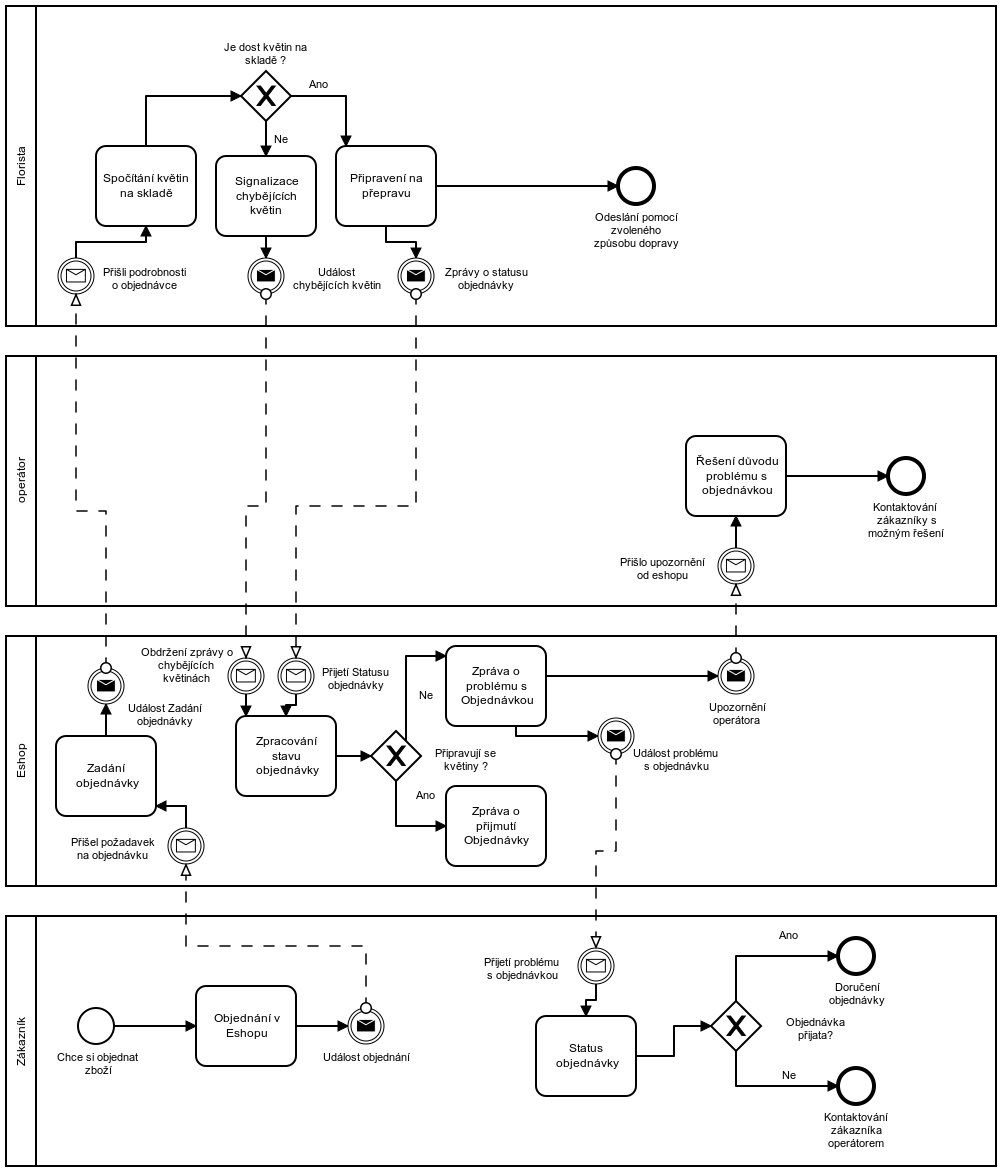 Florista
Je dost květin na
skladě ?
Ano
Ne
Spočítání květin
na skladě
Signalizace
chybějících
květin
Připravení na
přepravu
Odeslání pomocí
zvoleného
způsobu dopravy
Přišli podrobnosti
o objednávce
Událost
chybějících květin
Zprávy o statusu
objednávky
operátor
Řešení důvodu
problému s
objednávkou
Kontaktování
zákazníky s
možným řešení
Přišlo upozornění
od eshopu
Eshop
Obdržení zprávy o
chybějících
květinách
Přijetí Statusu
objednávky
Událost Zadání
objednávky
Zadání
objednávky
Přišel požadavek
na objednávku
Zpracování
stavu
objednávky
Ne
Připravují se
květiny ?
Ano
Zpráva o
problému s
Objednávkou
Zpráva o
přijmutí
Objednávky
Upozornění
operátora
Událost problému
s objednávku
Zákazník
Chce si objednat
zboží
Objednání v
Eshopu
Událost objednání
Přijetí problému
s objednávkou
Status
objednávky
Ano
Objednávka
přijata?
Ne
Doručení
objednávky
Kontaktování
zákazníka
operátorem